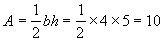 A = 1/2 bh = 1/2 × 4 × 5 = 10